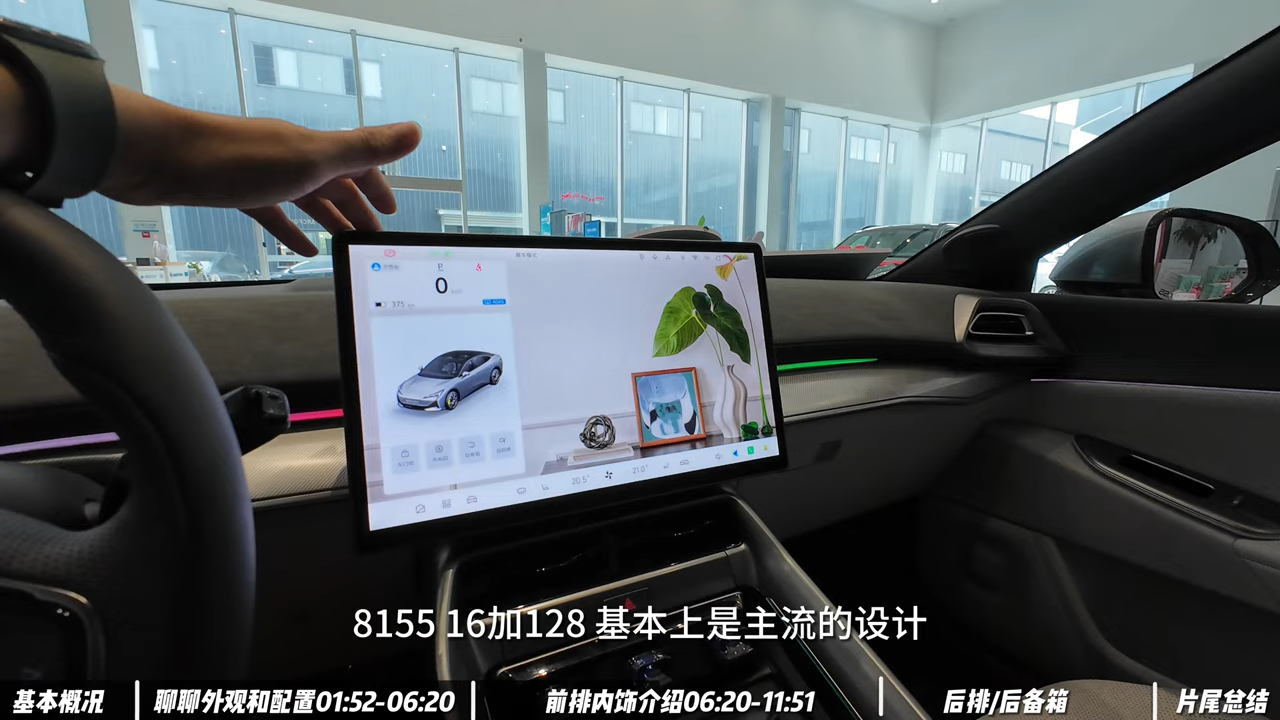 0
375
20.5°
21.0°
8155 16加128 基本上是主流的设计
基本概况
聊聊外观和配置01:52-06:20
前排内饰介绍06:20-11:51
后排/后备箱
片尾总结